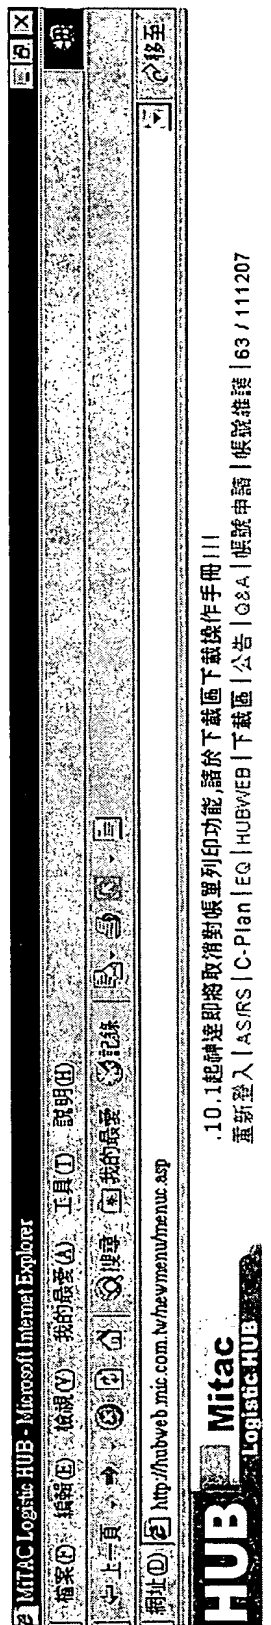 MITAC Logistic HUB - Microsoft Internet Explorer
檔案(F) 編輯(E) 檢視(V) 我的最愛(A) 工具(T) 說明(H)
上一頁 搜尋 我的最愛 記錄
網址(D) http://hubweb.mic.com.tw/newmenu/menuc.asp 移至
HUB Mitac
Logistic HUB
.10.1起神達即將取消對帳單列印功能,請於下載區下載操作手冊!!!
重新登入 | AS/RS | C-Plan | EQ | HUBWEB | 下載區 | 公告 | Q&A | 帳號申請 | 帳號維護 | 63 / 111207